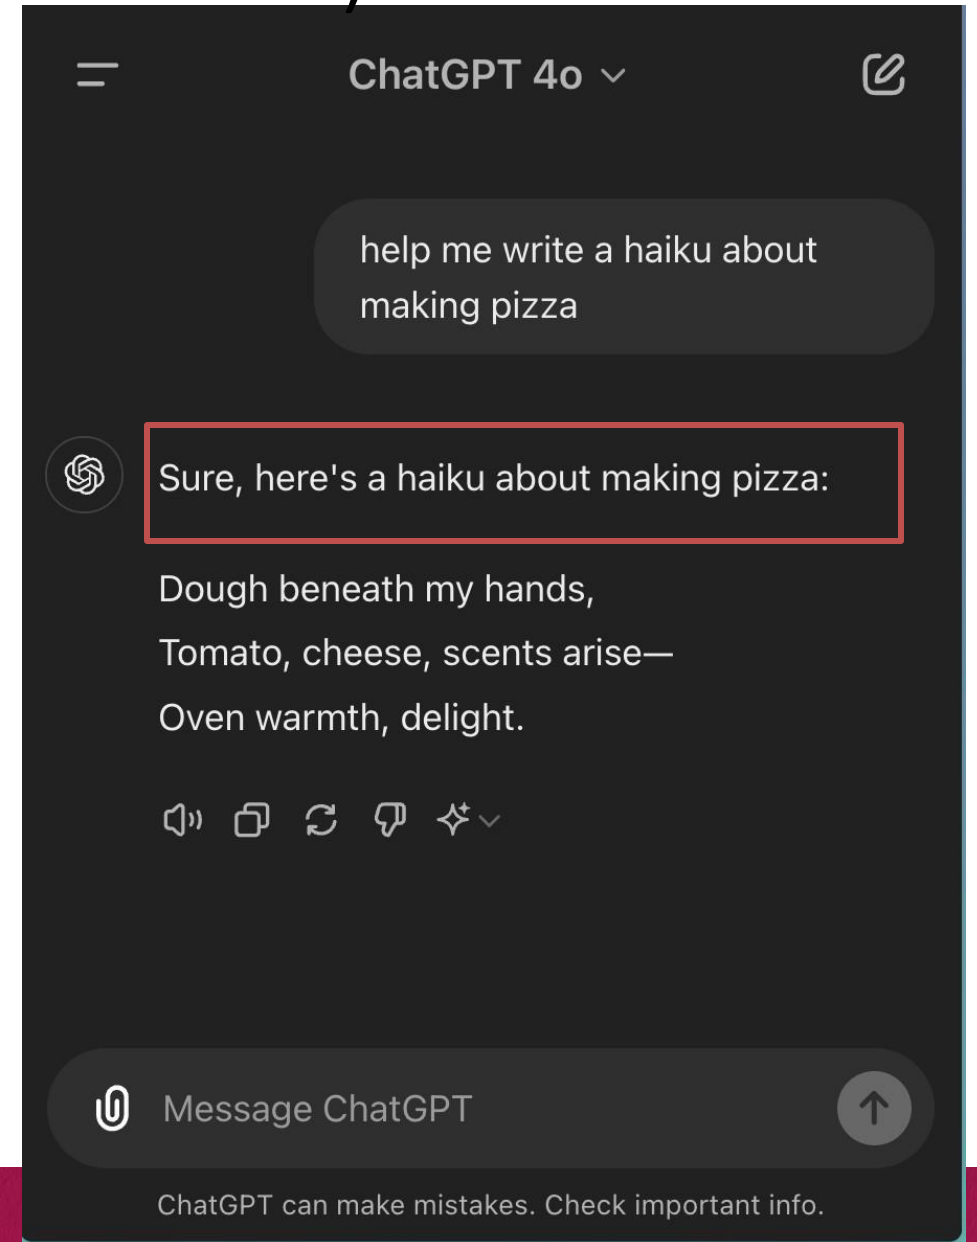 ChatGPT 4o
help me write a haiku about
making pizza
Sure, here's a haiku about making pizza:
Dough beneath my hands,
Tomato, cheese, scents arise—
Oven warmth, delight.
Message ChatGPT
ChatGPT can make mistakes. Check important info.